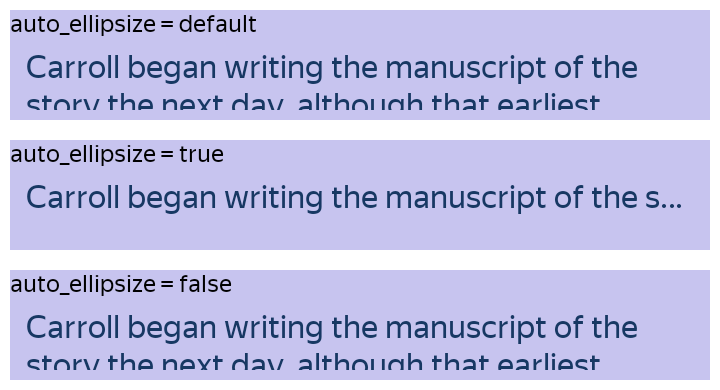 auto_ellipsize = default
Carroll began writing the manuscript of the
story the next day, although that earliest
auto_ellipsize = true
Carroll began writing the manuscript of the s...
auto_ellipsize = false
Carroll began writing the manuscript of the
story the next day, although that earliest